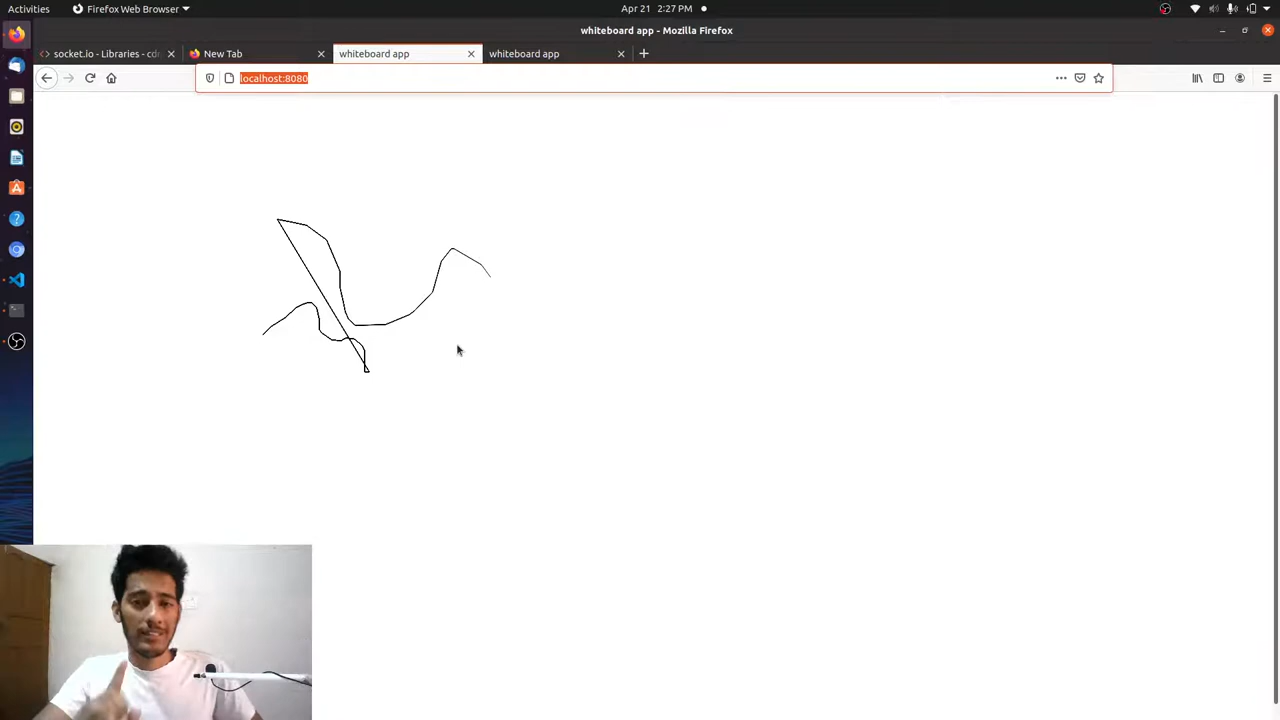 Activities Firefox Web Browser Apr 21 2:27 PM
whiteboard app - Mozilla Firefox
socket.io - Libraries - cd New Tab whiteboard app whiteboard app
localhost:8080